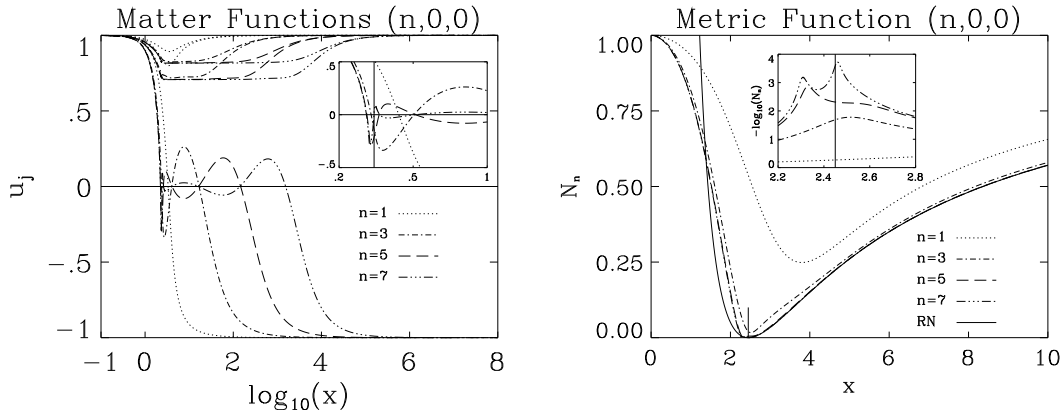 Matter Functions (n,0,0)
1
.5
0
-.5
-1
u_j
.5
0
-.5
.2
.5
1
n=1
n=3
n=5
n=7
-1
0
2
4
6
8
log₁₀(x)
Metric Function (n,0,0)
1.00
0.75
0.50
0.25
0.00
N_n
4
3
2
1
0
-log₁₀(N_n)
2.2
2.4
2.6
2.8
n=1
n=3
n=5
n=7
RN
0
2
4
6
8
10
x